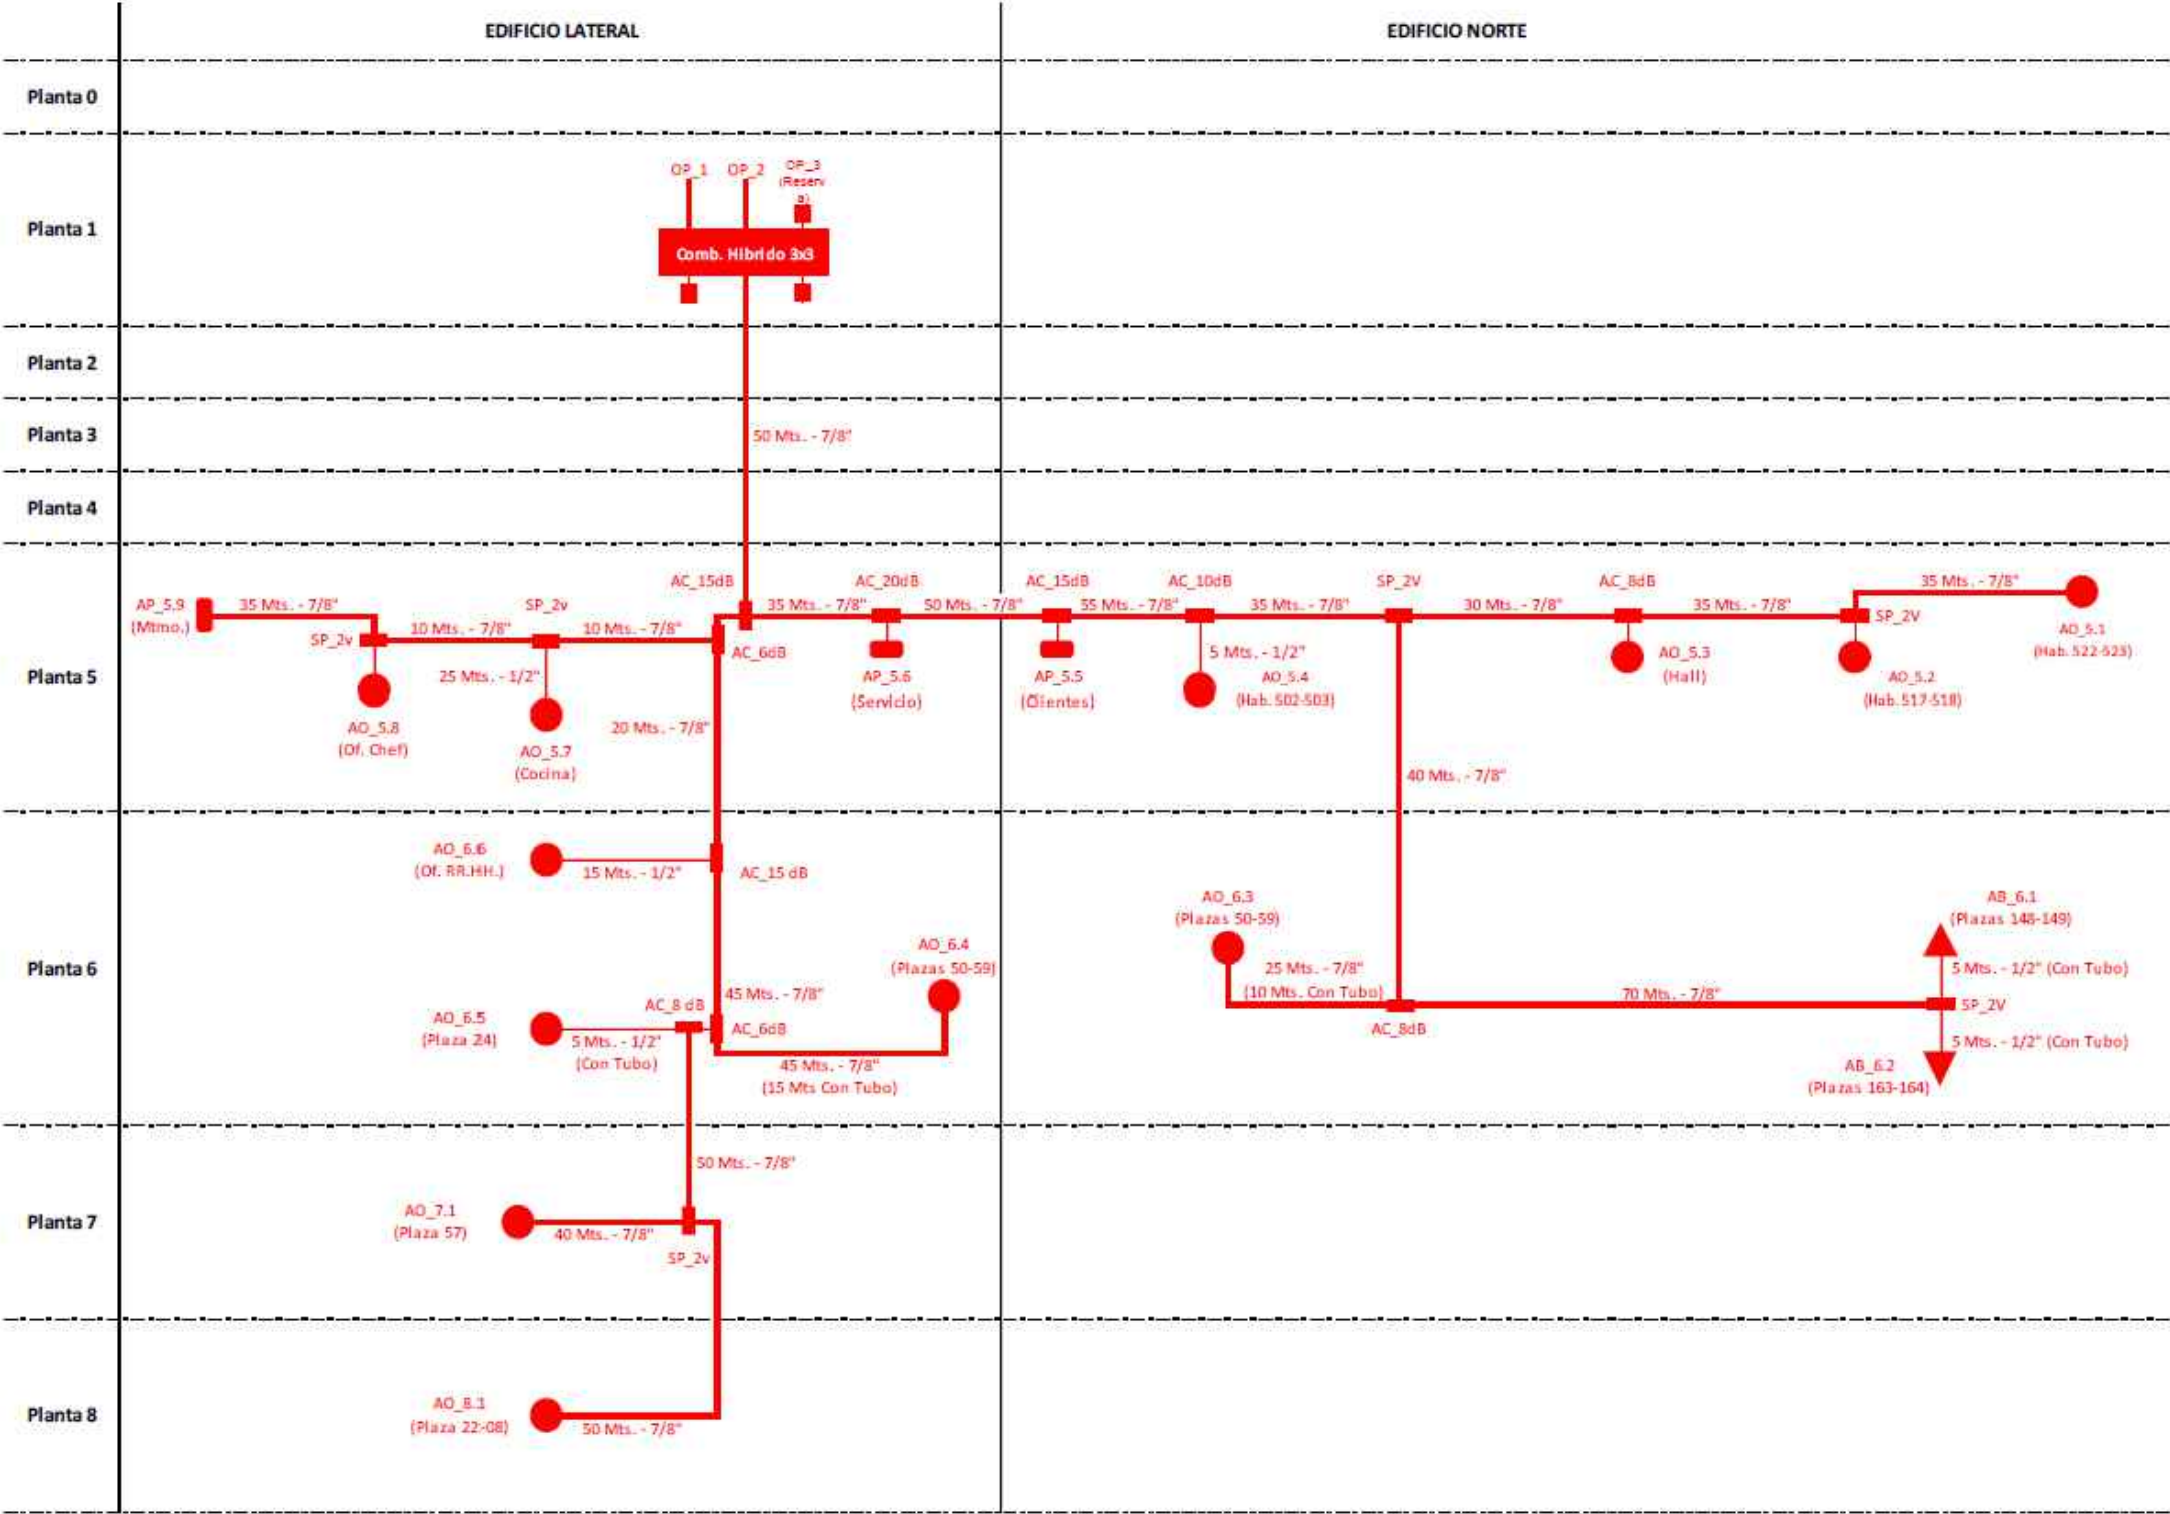 EDIFICIO LATERAL
EDIFICIO NORTE
Planta 0
Planta 1
OP_1
OP_2
OP_3
(Reserv
a)
Comb. Hibrido 3x3
Planta 2
Planta 3
50 Mts. - 7/8"
Planta 4
Planta 5
AC_15dB
AC_20dB
AC_15dB
AC_10dB
SP_2V
AC_8dB
35 Mts. - 7/8"
AP_5.9
(Mtmo.)
35 Mts. - 7/8"
SP_2v
35 Mts. - 7/8"
50 Mts. - 7/8"
55 Mts. - 7/8"
35 Mts. - 7/8"
30 Mts. - 7/8"
35 Mts. - 7/8"
SP_2V
SP_2v
10 Mts. - 7/8"
10 Mts. - 7/8"
AC_6dB
5 Mts. - 1/2"
AO_5.3
(Hall)
AO_5.1
(Hab. 522-523)
25 Mts. - 1/2"
AP_5.6
(Servicio)
AP_5.5
(Clientes)
AO_5.4
(Hab. 502-503)
AO_5.2
(Hab. 517-518)
AO_5.8
(Of. Chef)
20 Mts. - 7/8"
AO_5.7
(Cocina)
40 Mts. - 7/8"
Planta 6
AO_6.6
(Of. RR.HH.)
15 Mts. - 1/2"
AC_15 dB
AO_6.3
(Plazas 50-59)
AB_6.1
(Plazas 148-149)
AO_6.4
(Plazas 50-59)
25 Mts. - 7/8"
(10 Mts. Con Tubo)
5 Mts. - 1/2" (Con Tubo)
45 Mts. - 7/8"
70 Mts. - 7/8"
SP_2V
AC_8 dB
AO_6.5
(Plaza 24)
AC_6dB
AC_8dB
5 Mts. - 1/2"
(Con Tubo)
5 Mts. - 1/2" (Con Tubo)
45 Mts. - 7/8"
(15 Mts Con Tubo)
AB_6.2
(Plazas 163-164)
Planta 7
50 Mts. - 7/8"
AO_7.1
(Plaza 57)
40 Mts. - 7/8"
SP_2v
Planta 8
AO_8.1
(Plaza 22-08)
50 Mts. - 7/8"